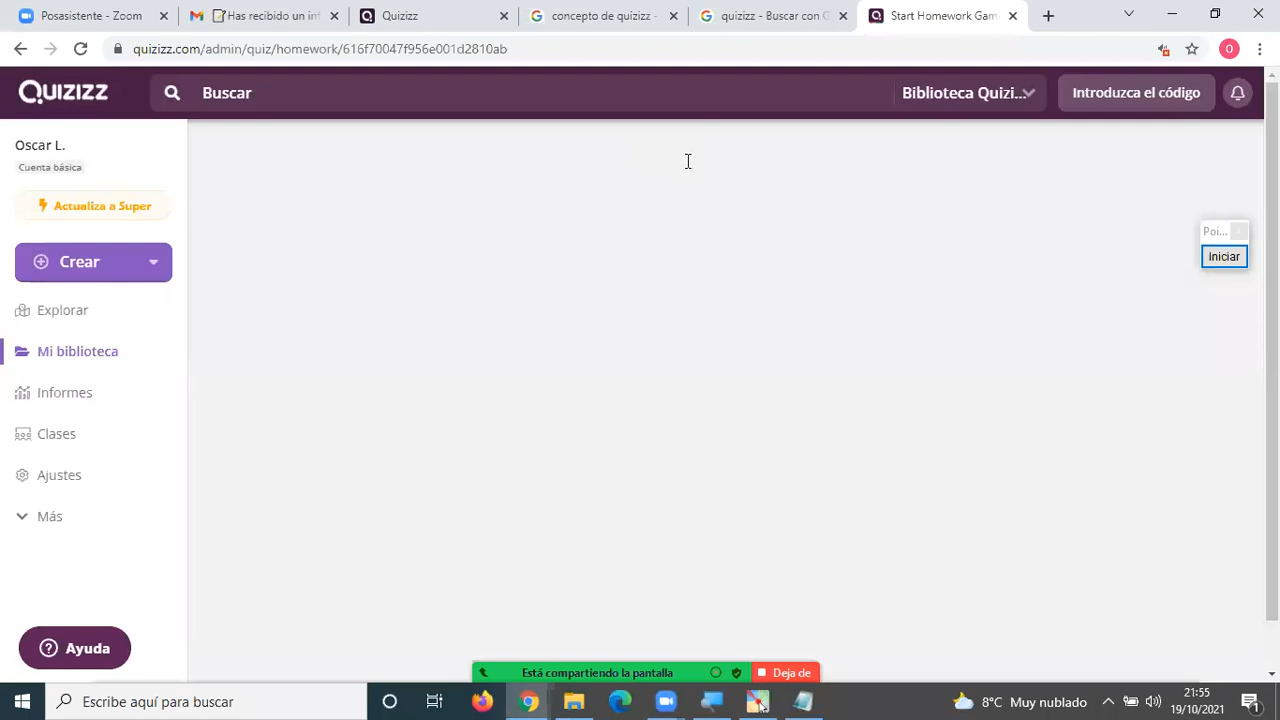 Posasistente - Zoom
Has recibido un inf
Quizizz
concepto de quizizz -
quizizz - Buscar con G
Start Homework Gam
quizizz.com/admin/quiz/homework/616f70047f956e001d2810ab
O
Quizizz
Buscar
Biblioteca Quizi...
Introduzca el código
Oscar L.
Cuenta básica
Actualiza a Super
Crear
Explorar
Mi biblioteca
Informes
Clases
Ajustes
Más
Poi...
Iniciar
Ayuda
Está compartiendo la pantalla
Deja de
Escribe aquí para buscar
8°C Muy nublado
21:55
19/10/2021
1